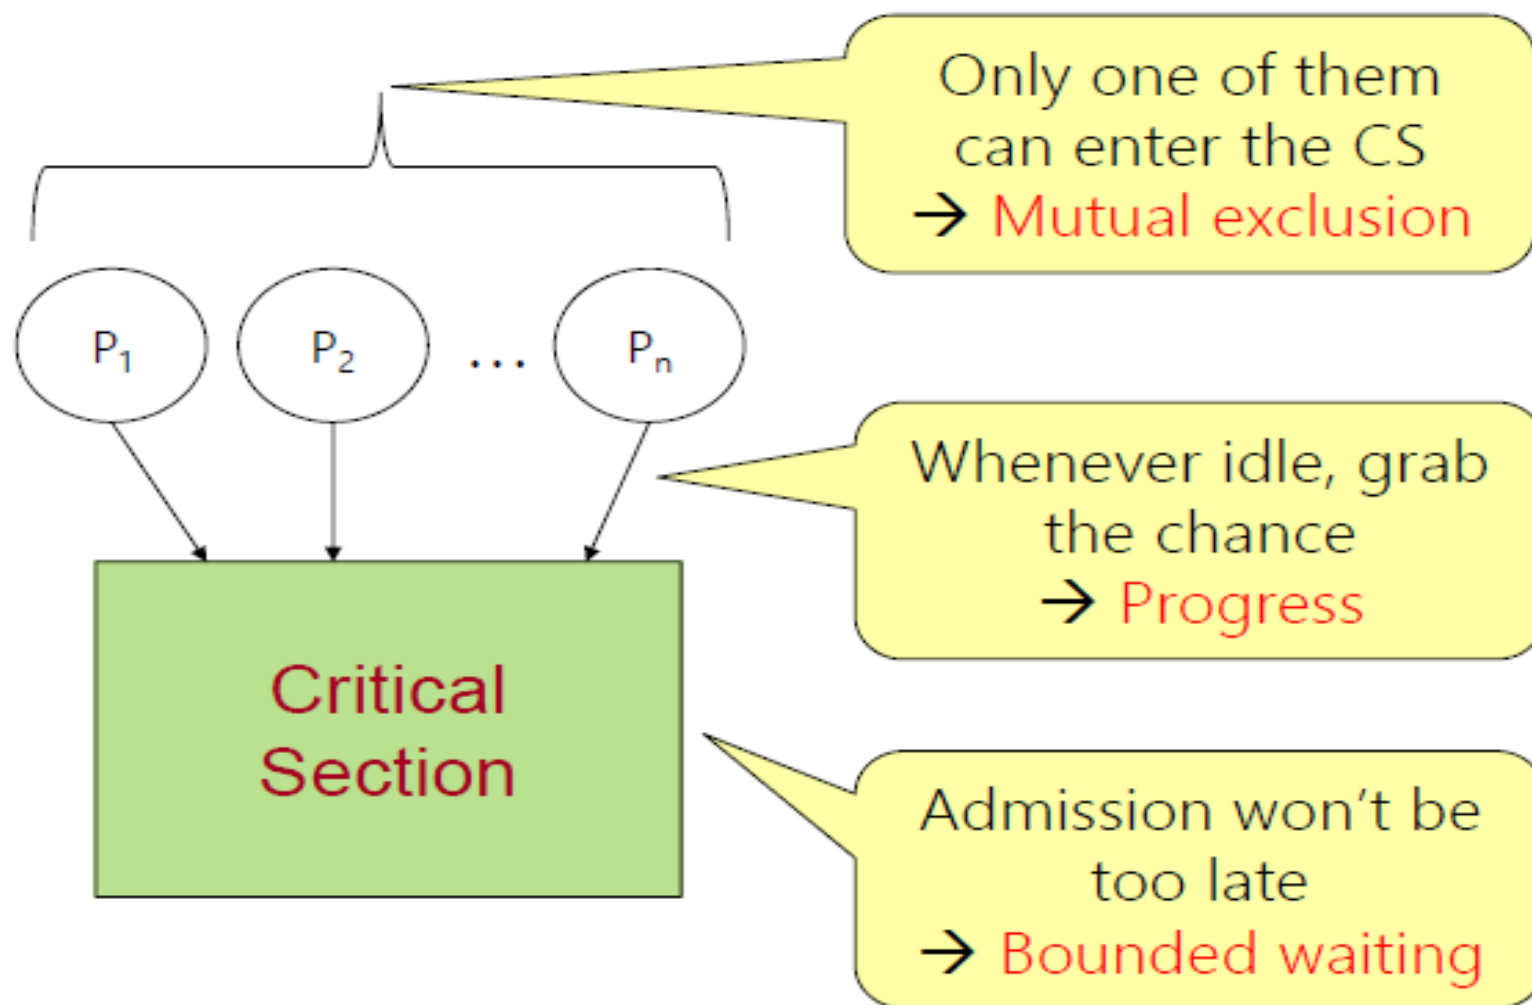 Only one of them
can enter the CS
→ Mutual exclusion
P₁
P₂
...
Pₙ
Whenever idle, grab
the chance
→ Progress
Critical
Section
Admission won't be
too late
→ Bounded waiting